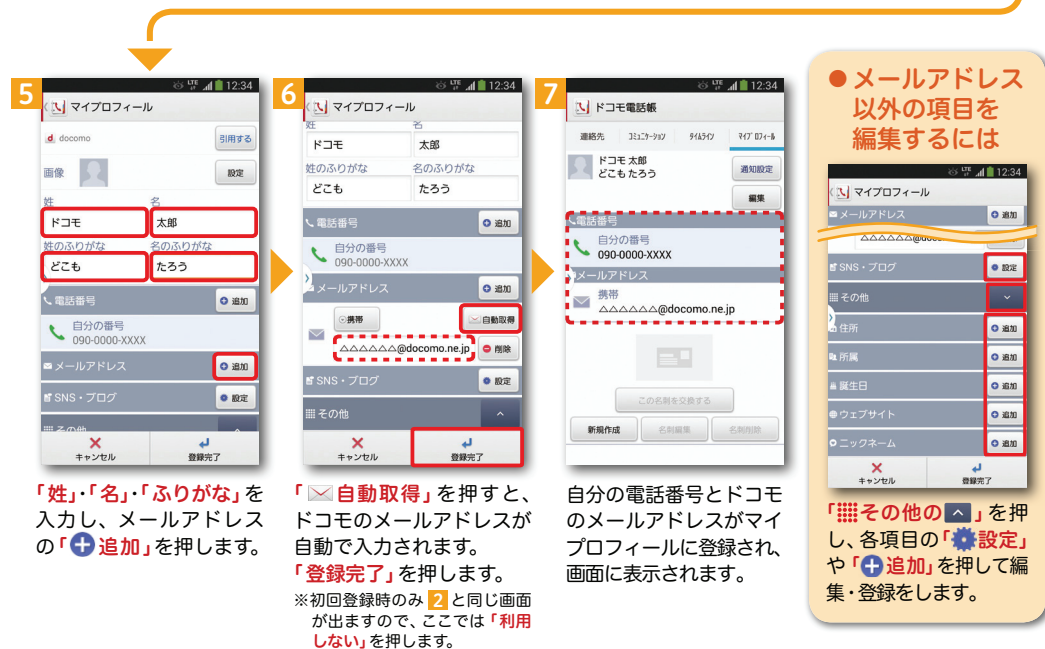 5
LTE 12:34
マイプロフィール
docomo
引用する
画像
設定
姓 名
ドコモ 太郎
姓のふりがな 名のふりがな
どこも たろう
電話番号
追加
自分の番号
090-0000-XXXX
メールアドレス
追加
SNS・ブログ
設定
その他
キャンセル 登録完了
「姓」・「名」・「ふりがな」を
入力し、メールアドレス
の「追加」を押します。
6
LTE 12:34
マイプロフィール
姓 名
ドコモ 太郎
姓のふりがな 名のふりがな
どこも たろう
電話番号
追加
自分の番号
090-0000-XXXX
メールアドレス
追加
携帯
自動取得
△△△△△△@docomo.ne.jp
削除
SNS・ブログ
設定
その他
キャンセル 登録完了
「自動取得」を押すと、
ドコモのメールアドレスが
自動で入力されます。
「登録完了」を押します。
※初回登録時のみ 2 と同じ画面
が出ますので、ここでは「利用
しない」を押します。
7
LTE 12:34
ドコモ電話帳
連絡先 コミュニケーション タイムライン マイプロフィール
ドコモ 太郎
どこも たろう
通知設定
編集
電話番号
自分の番号
090-0000-XXXX
メールアドレス
携帯
△△△△△△@docomo.ne.jp
この名刺を交換する
新規作成 名刺編集 名刺削除
自分の電話番号とドコモ
のメールアドレスがマイ
プロフィールに登録され、
画面に表示されます。
●メールアドレス
以外の項目を
編集するには
LTE 12:34
マイプロフィール
メールアドレス
追加
SNS・ブログ
設定
その他
住所
追加
所属
追加
誕生日
追加
ウェブサイト
追加
ニックネーム
追加
キャンセル 登録完了
「その他の」を押
し、各項目の「設定」
や「追加」を押して編
集・登録をします。